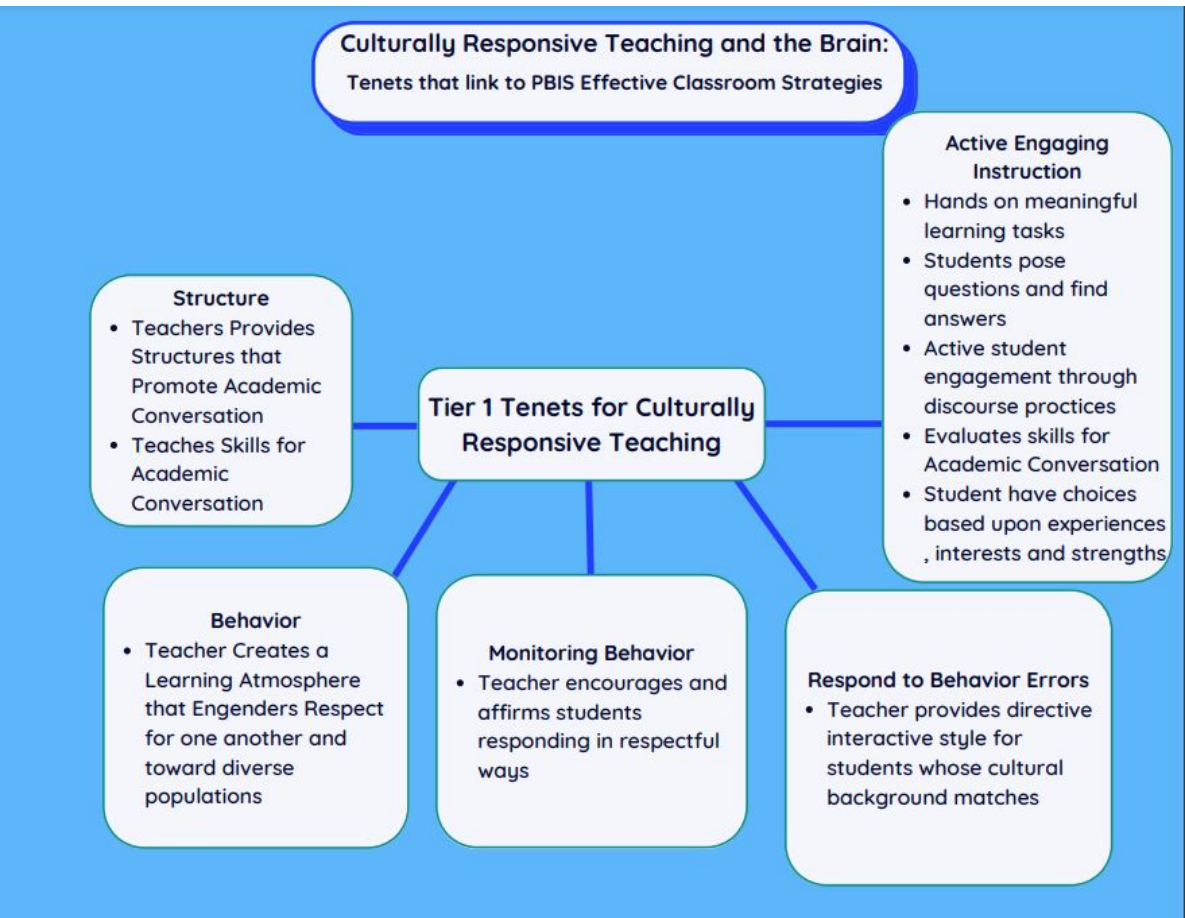 Culturally Responsive Teaching and the Brain:
Tenets that link to PBIS Effective Classroom Strategies
Active Engaging
Instruction
• Hands on meaningful
learning tasks
• Students pose
questions and find
answers
• Active student
engagement through
discourse proctices
• Evaluates skills for
Academic Conversation
• Student have choices
based upon experiences
, interests and strengths
Structure
• Teachers Provides
Structures that
Promote Academic
Conversation
• Teaches Skills for
Academic
Conversation
Tier 1 Tenets for Culturally
Responsive Teaching
Behavior
• Teacher Creates a
Learning Atmosphere
that Engenders Respect
for one another and
toward diverse
populations
Monitoring Behavior
• Teacher encourages and
affirms students
responding in respectful
ways
Respond to Behavior Errors
• Teacher provides directive
interactive style for
students whose cultural
background matches